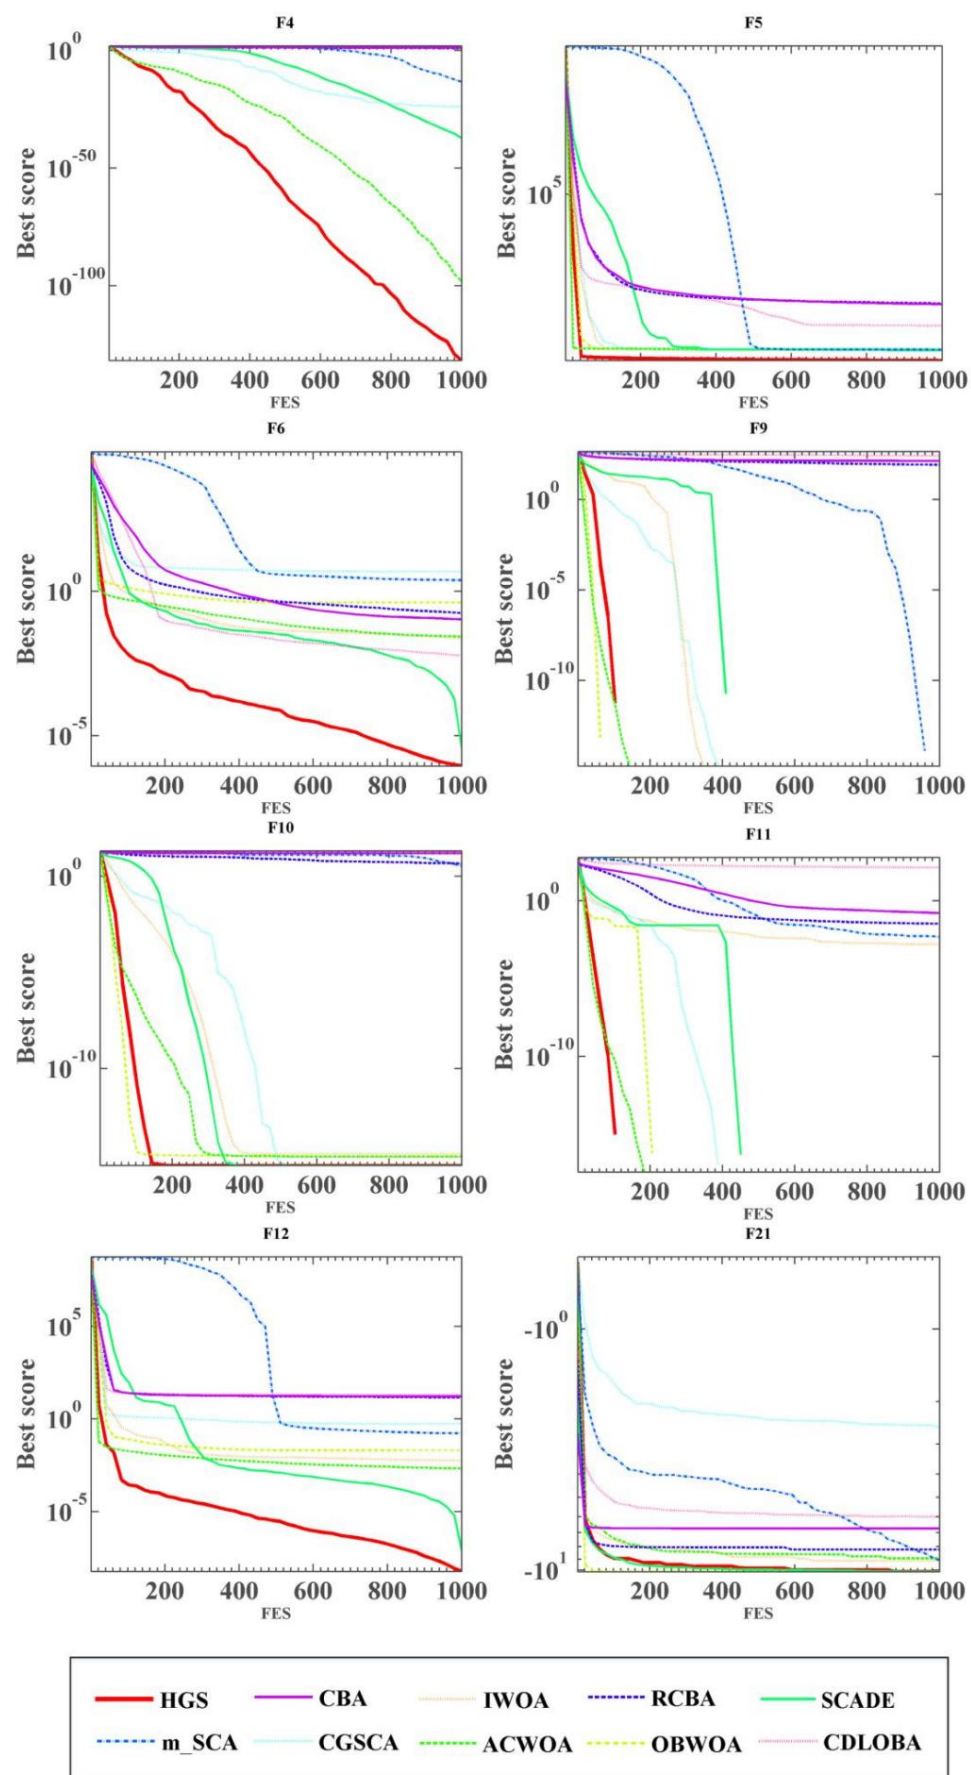 F4
Best score
10^0
10^-50
10^-100
200 400 600 800 1000
FES
F5
Best score
10^5
200 400 600 800 1000
FES
F6
Best score
10^0
10^-5
200 400 600 800 1000
FES
F9
Best score
10^0
10^-5
10^-10
200 400 600 800 1000
FES
F10
Best score
10^0
10^-10
200 400 600 800 1000
FES
F11
Best score
10^0
10^-10
200 400 600 800 1000
FES
F12
Best score
10^5
10^0
10^-5
200 400 600 800 1000
FES
F21
Best score
-10^0
-10^1
200 400 600 800 1000
FES
HGS CBA IWOA RCBA SCADE
m_SCA CGSCA ACWOA OBWOA CDLOBA